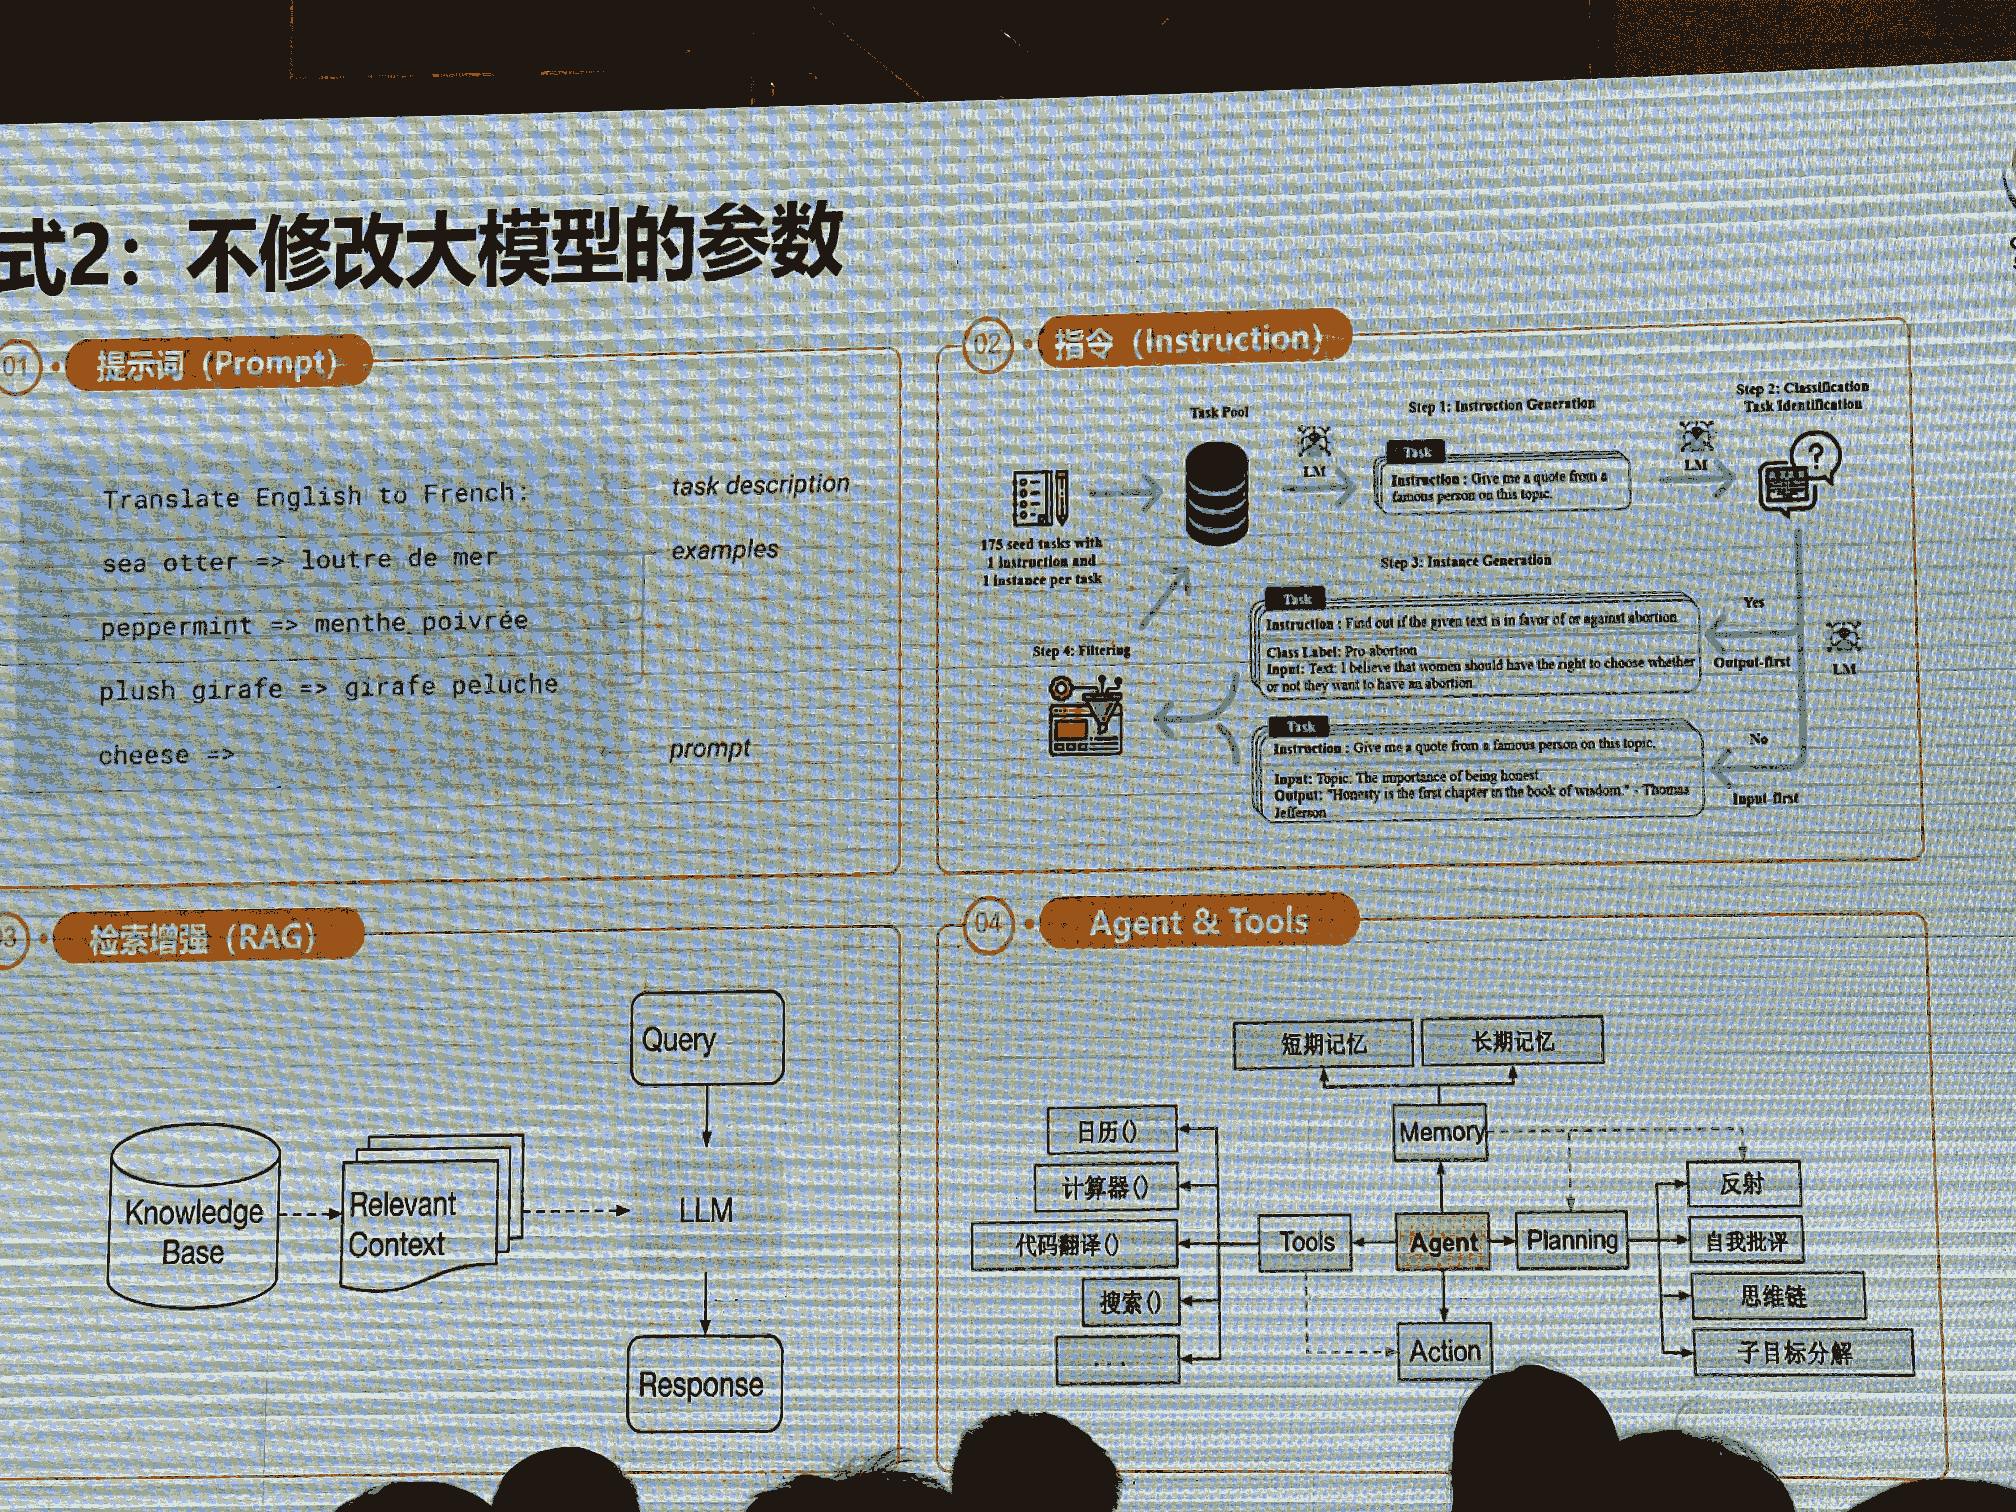 式2：不修改大模型的参数
01
提示词（Prompt）
Translate English to French:
task description
sea otter => loutre de mer
examples
peppermint => menthe poivrée
plush girafe => girafe peluche
cheese =>
prompt
02
指令（Instruction）
175 seed tasks with
1 instruction and
1 instance per task
Task Pool
LM
Step 1: Instruction Generation
Task
Instruction : Give me a quote from a
famous person on this topic.
LM
Step 2: Classification
Task Identification
Step 3: Instance Generation
Task
Instruction : Find out if the given text is in favor of or against abortion.
Class Label: Pro-abortion
Input: Text: I believe that women should have the right to choose whether
or not they want to have an abortion.
Yes
Output-first
LM
Task
Instruction : Give me a quote from a famous person on this topic.
Input: Topic: The importance of being honest.
Output: "Honesty is the first chapter in the book of wisdom." - Thomas
Jefferson
No
Input-first
Step 4: Filtering
3
检索增强（RAG）
Query
Knowledge
Base
Relevant
Context
LLM
Response
04
Agent & Tools
短期记忆
长期记忆
Memory
日历()
计算器()
代码翻译()
搜索()
...
Tools
Agent
Planning
Action
反射
自我批评
思维链
子目标分解